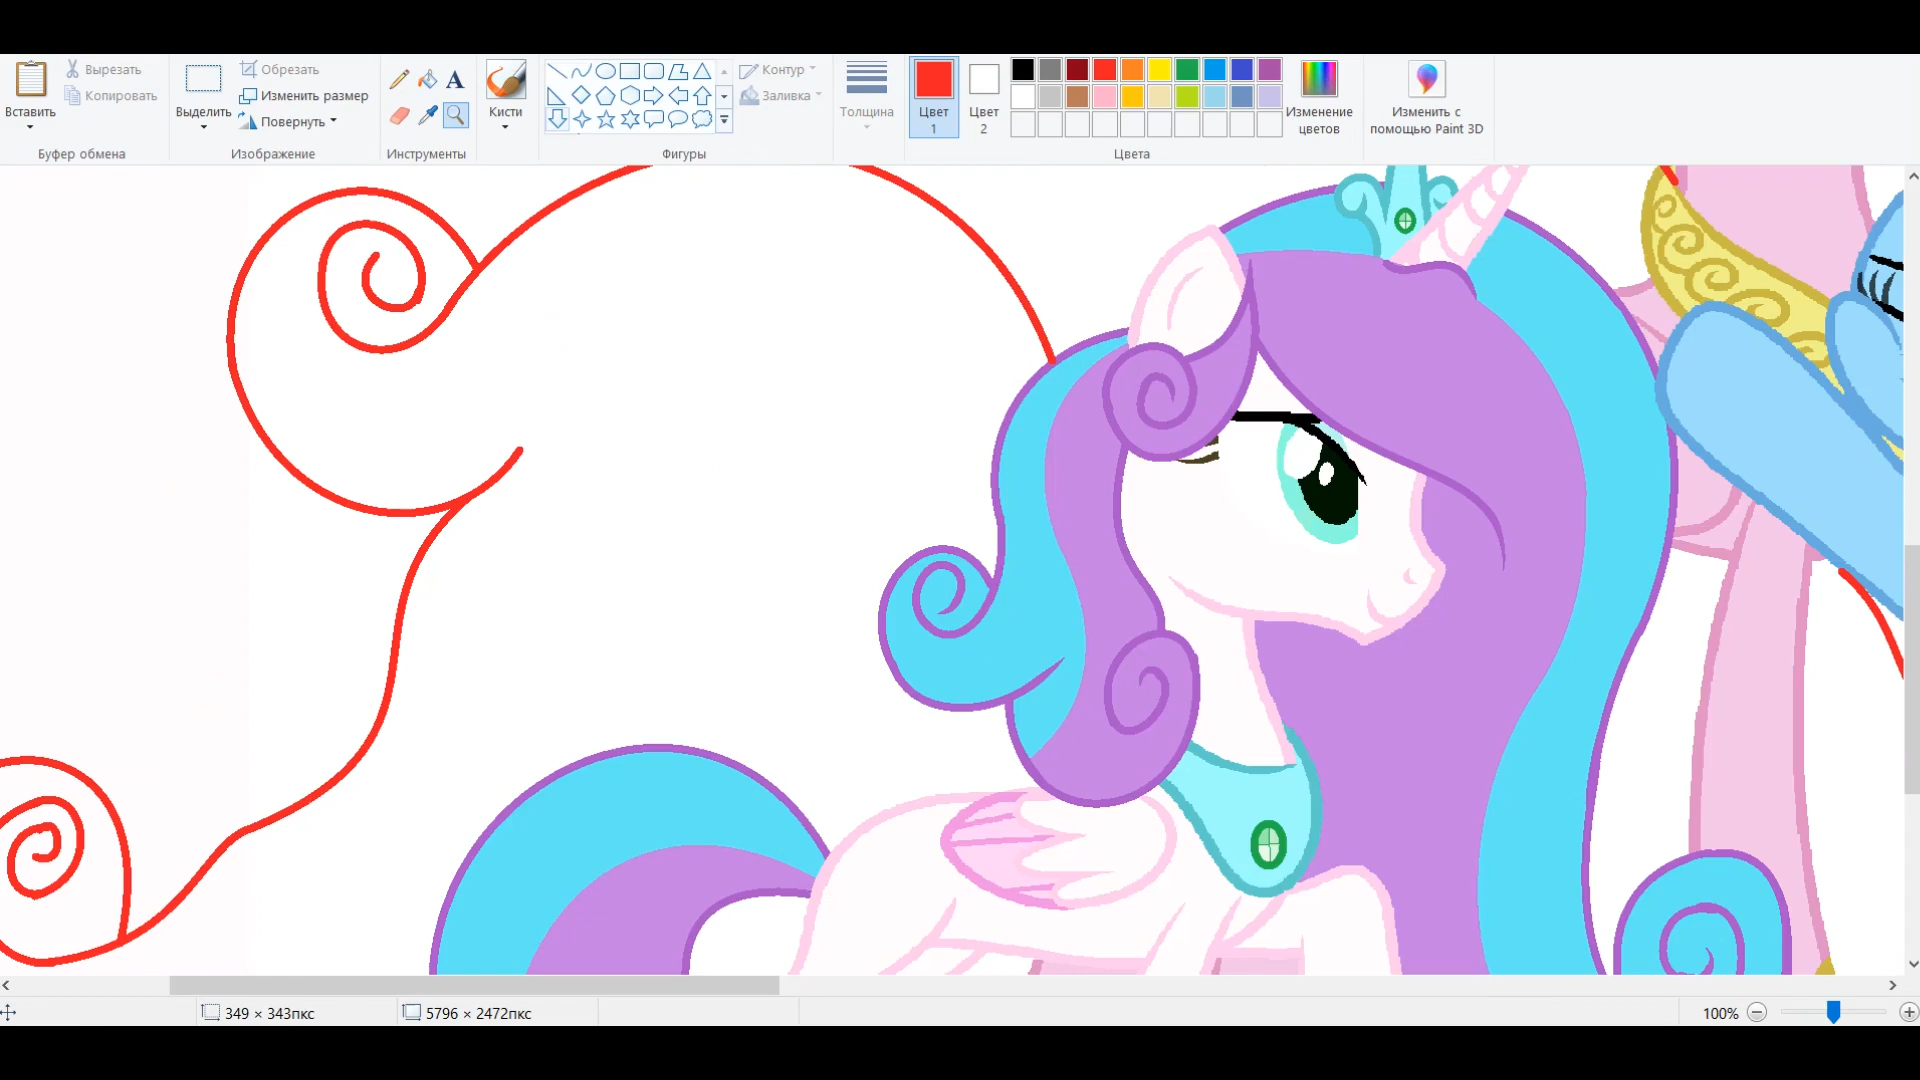 Вставить
Вырезать
Копировать
Буфер обмена
Выделить
Обрезать
Изменить размер
Повернуть
Изображение
A
Инструменты
Кисти
Контур
Заливка
Фигуры
Толщина
Цвет
1
Цвет
2
Изменение
цветов
Цвета
Изменить с
помощью Paint 3D
349 × 343пкс
5796 × 2472пкс
100%